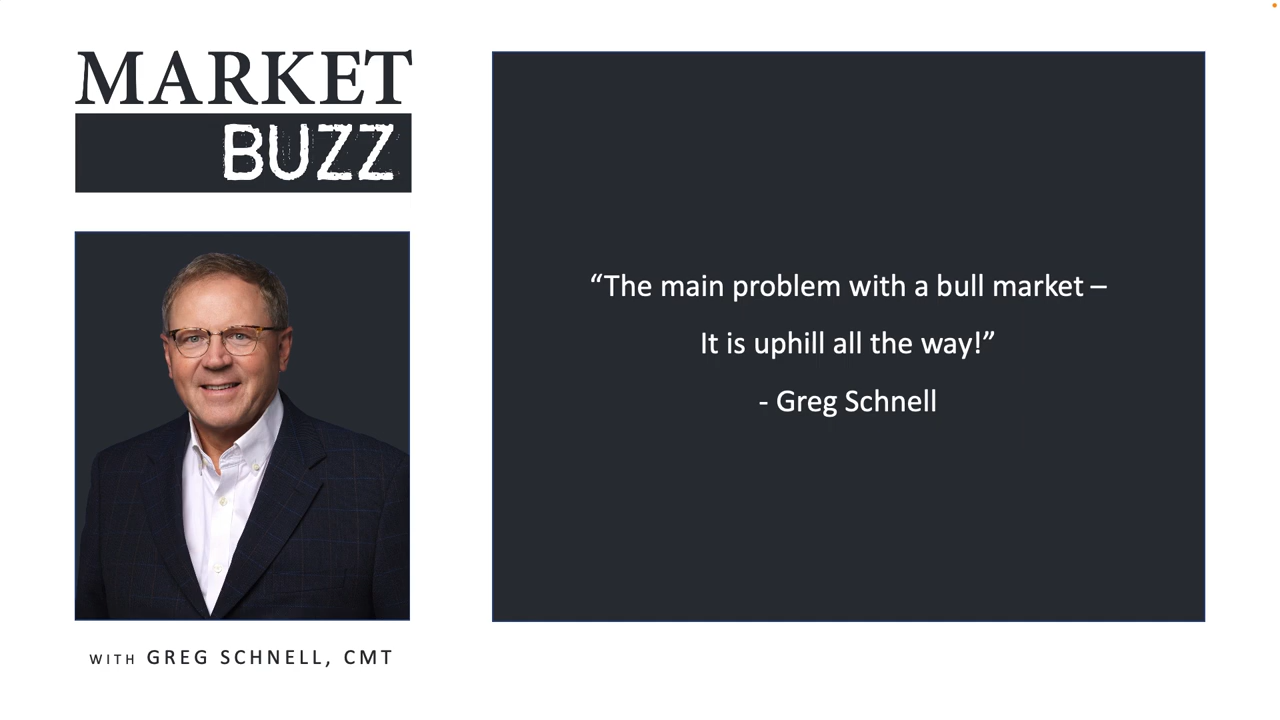 MARKET
BUZZ
“The main problem with a bull market –
It is uphill all the way!”
- Greg Schnell
WITH GREG SCHNELL, CMT